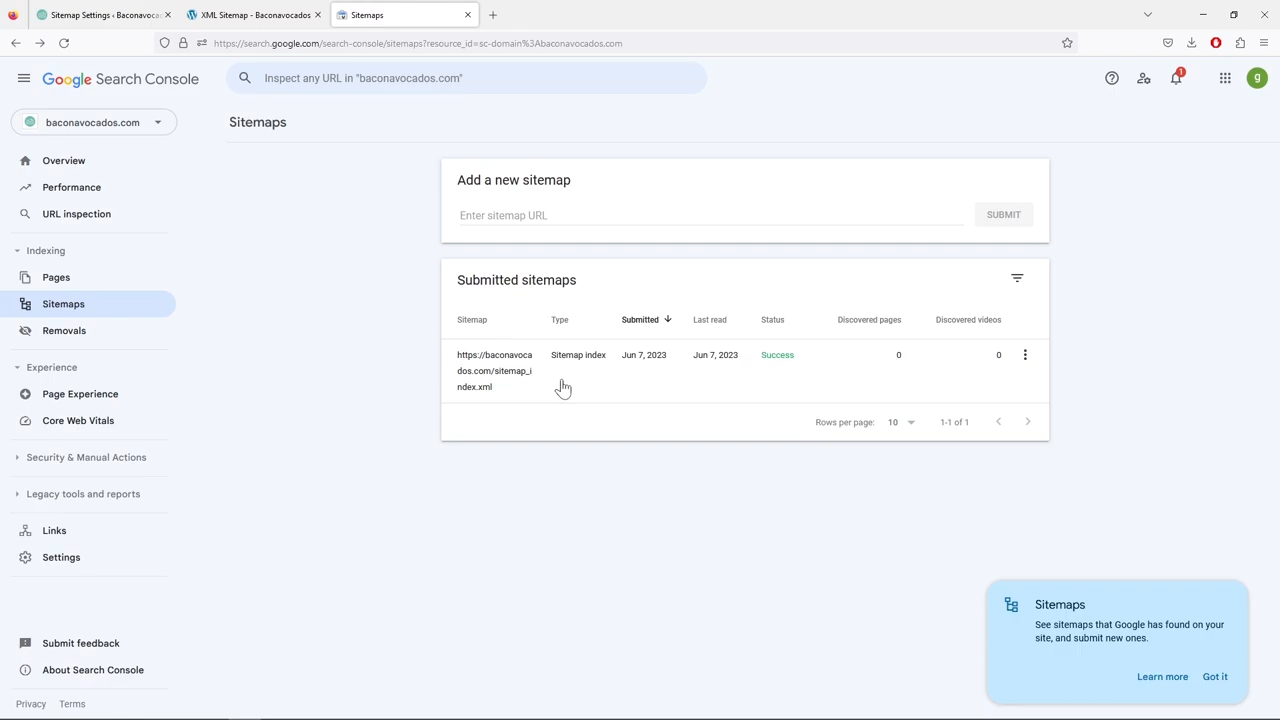 Sitemap Settings ‹ Baconavocados
XML Sitemap - Baconavocados
Sitemaps
https://search.google.com/search-console/sitemaps?resource_id=sc-domain%3Abaconavocados.com
Google Search Console
Inspect any URL in "baconavocados.com"
1
g
baconavocados.com
Sitemaps
Overview
Performance
URL inspection
Indexing
Pages
Sitemaps
Removals
Experience
Page Experience
Core Web Vitals
Security & Manual Actions
Legacy tools and reports
Links
Settings
Submit feedback
About Search Console
Privacy Terms
Add a new sitemap
Enter sitemap URL
SUBMIT
Submitted sitemaps
Sitemap Type Submitted Last read Status Discovered pages Discovered videos
https://baconavoca Sitemap index Jun 7, 2023 Jun 7, 2023 Success 0 0
dos.com/sitemap_i
ndex.xml
Rows per page: 10 1-1 of 1
Sitemaps
See sitemaps that Google has found on your
site, and submit new ones.
Learn more Got it